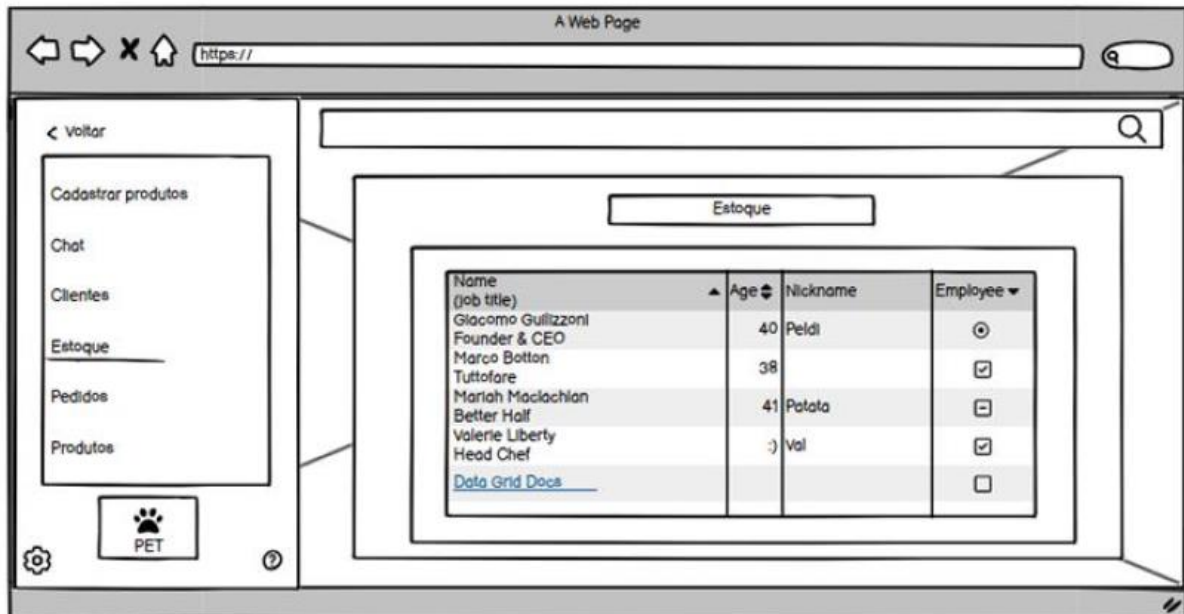 A Web Page
https://
< Voltar
Cadastrar produtos
Chat
Clientes
Estoque
Pedidos
Produtos
PET
Estoque
Name
(job title)
Age
Nickname
Employee
Giacomo Guilizzoni
Founder & CEO
40
Peldi
Marco Botton
Tuttofare
38
Mariah Maclachlan
Better Half
41
Patata
Valerie Liberty
Head Chef
:)
Val
Data Grid Docs